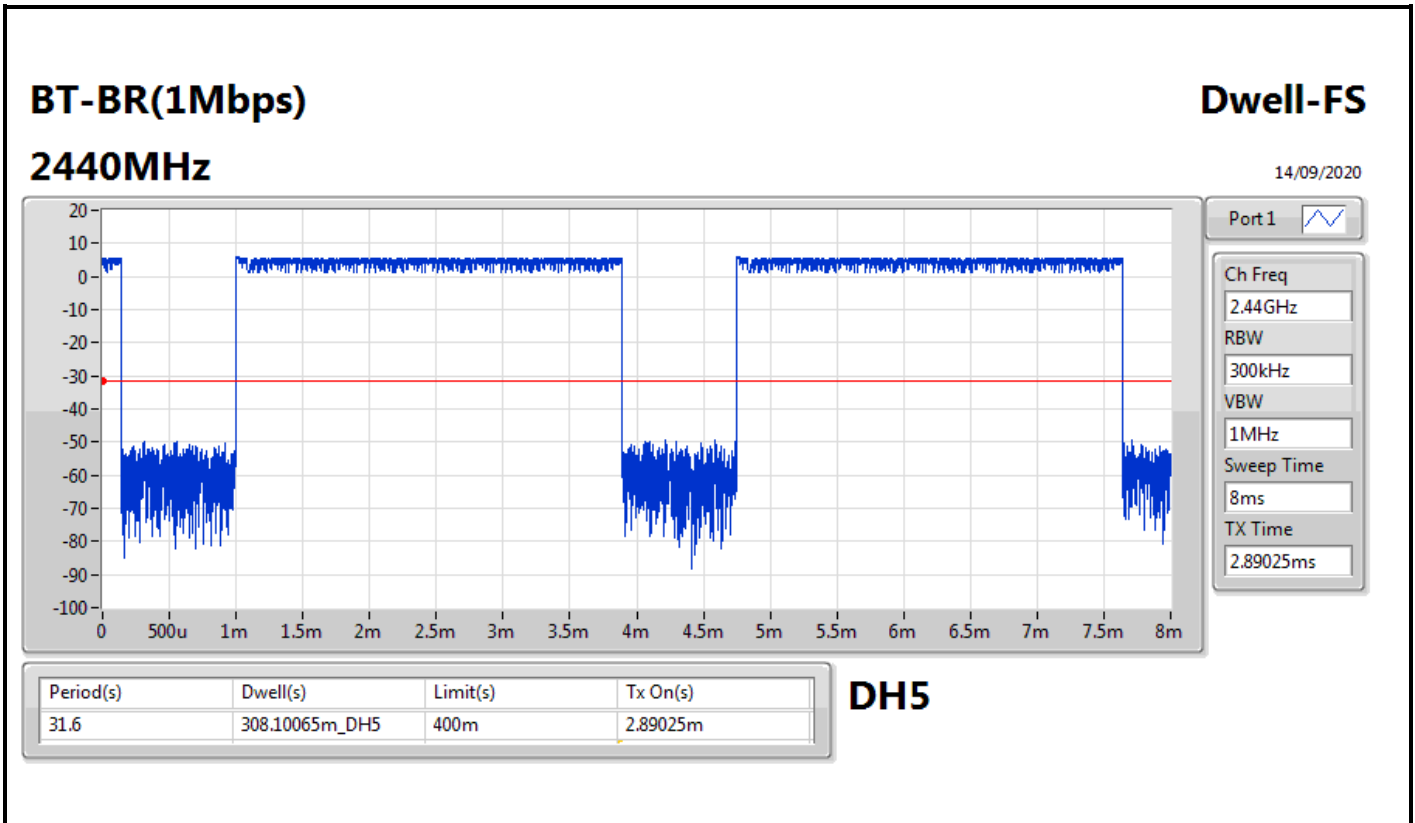 BT-BR(1Mbps)
Dwell-FS
2440MHz
14/09/2020
20
10
0
-10
-20
-30
-40
-50
-60
-70
-80
-90
-100
0 500u 1m 1.5m 2m 2.5m 3m 3.5m 4m 4.5m 5m 5.5m 6m 6.5m 7m 7.5m 8m
Port 1
Ch Freq
2.44GHz
RBW
300kHz
VBW
1MHz
Sweep Time
8ms
TX Time
2.89025ms
Period(s) Dwell(s) Limit(s) Tx On(s)
31.6 308.10065m_DH5 400m 2.89025m
DH5